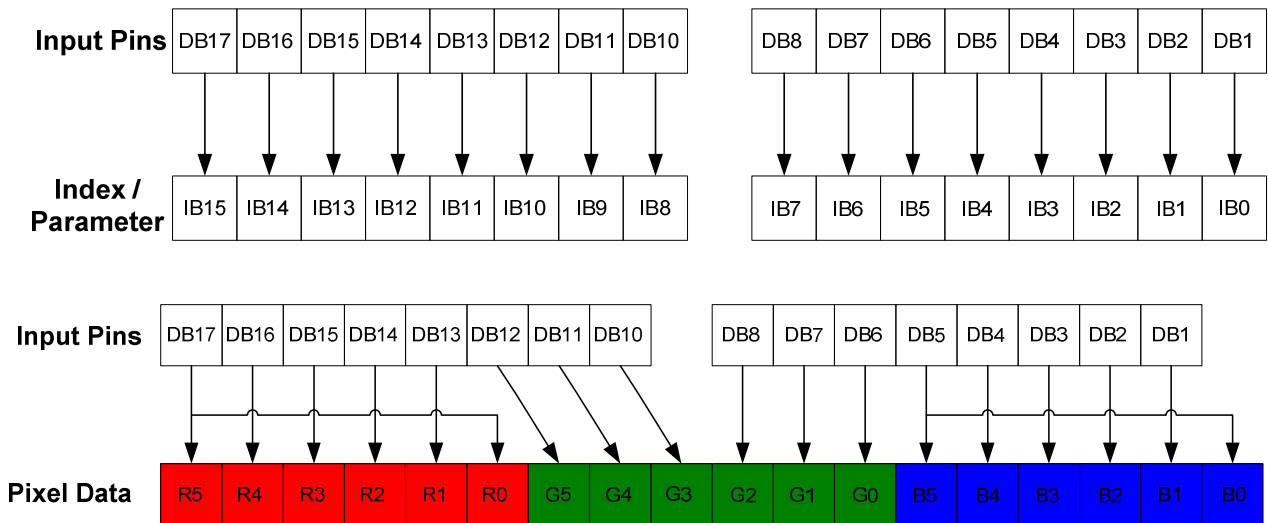 Input Pins DB17 DB16 DB15 DB14 DB13 DB12 DB11 DB10 DB8 DB7 DB6 DB5 DB4 DB3 DB2 DB1
Index /
Parameter IB15 IB14 IB13 IB12 IB11 IB10 IB9 IB8 IB7 IB6 IB5 IB4 IB3 IB2 IB1 IB0
Input Pins DB17 DB16 DB15 DB14 DB13 DB12 DB11 DB10 DB8 DB7 DB6 DB5 DB4 DB3 DB2 DB1
Pixel Data R5 R4 R3 R2 R1 R0 G5 G4 G3 G2 G1 G0 B5 B4 B3 B2 B1 B0